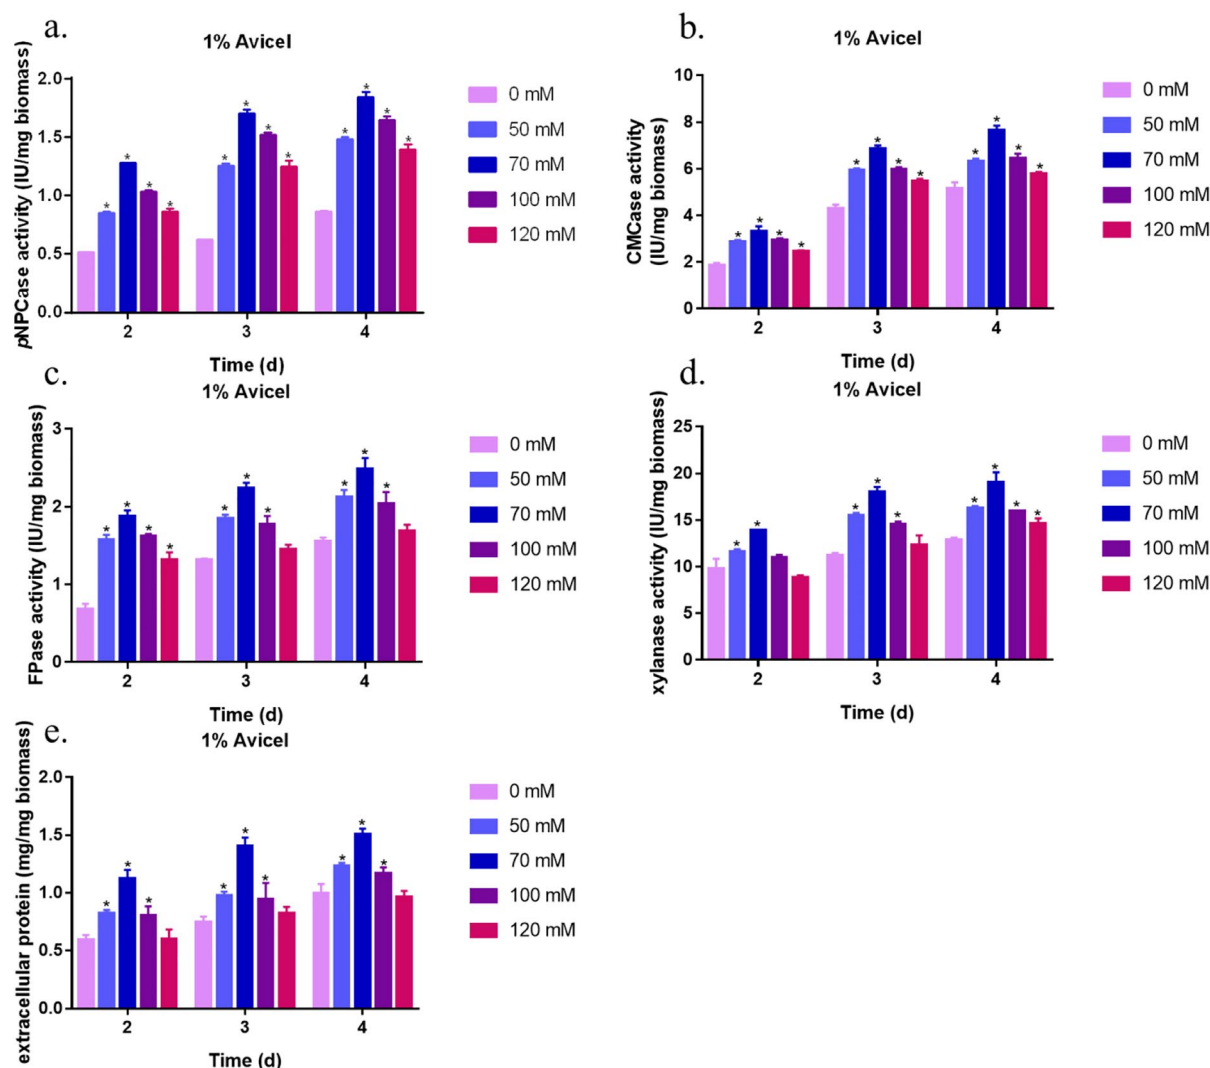 a.
1% Avicel
pNPCase activity (IU/mg biomass)
2.0
1.5
1.0
0.5
0.0
2
3
4
Time (d)
0 mM
50 mM
70 mM
100 mM
120 mM
* * * *
* * * *
* * * *
b.
1% Avicel
CMCase activity
(IU/mg biomass)
10
8
6
4
2
0
2
3
4
Time (d)
0 mM
50 mM
70 mM
100 mM
120 mM
* * * *
* * * *
* * * *
c.
1% Avicel
FPase activity (IU/mg biomass)
3
2
1
0
2
3
4
Time (d)
0 mM
50 mM
70 mM
100 mM
120 mM
* * * *
* * *
* * *
d.
1% Avicel
xylanase activity (IU/mg biomass)
25
20
15
10
5
0
2
3
4
Time (d)
0 mM
50 mM
70 mM
100 mM
120 mM
* *
* * *
* * * *
e.
1% Avicel
extracellular protein (mg/mg biomass)
2.0
1.5
1.0
0.5
0.0
2
3
4
Time (d)
0 mM
50 mM
70 mM
100 mM
120 mM
* * *
* * *
* * *